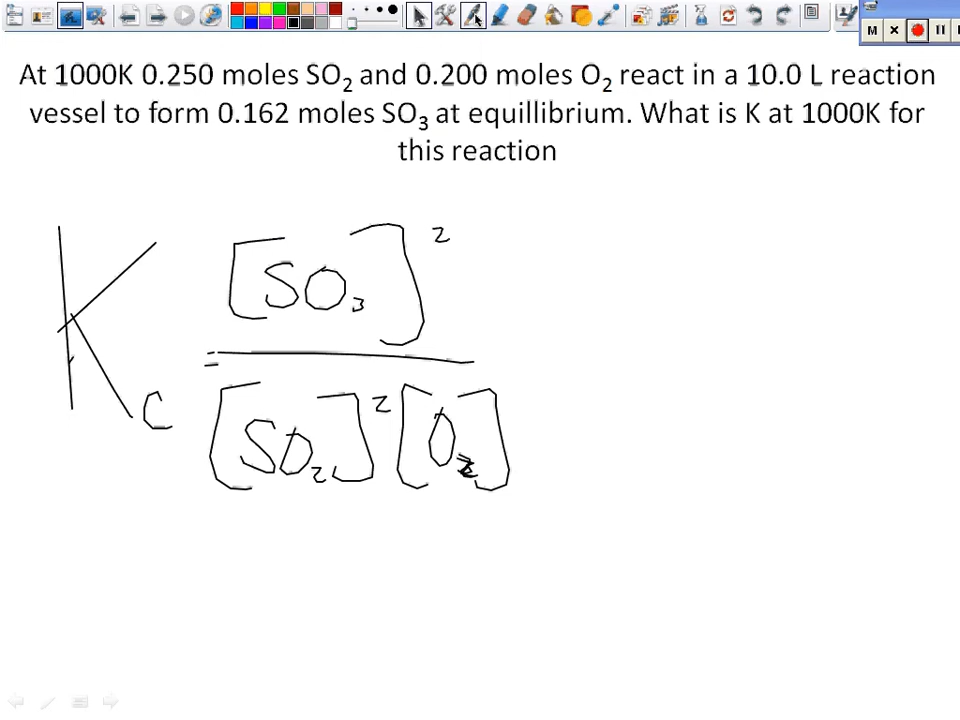 M
At 1000K 0.250 moles SO₂ and 0.200 moles O₂ react in a 10.0 L reaction
vessel to form 0.162 moles SO₃ at equillibrium. What is K at 1000K for
this reaction
[SO₃]²
K_C =
[SO₂]² [O₂]